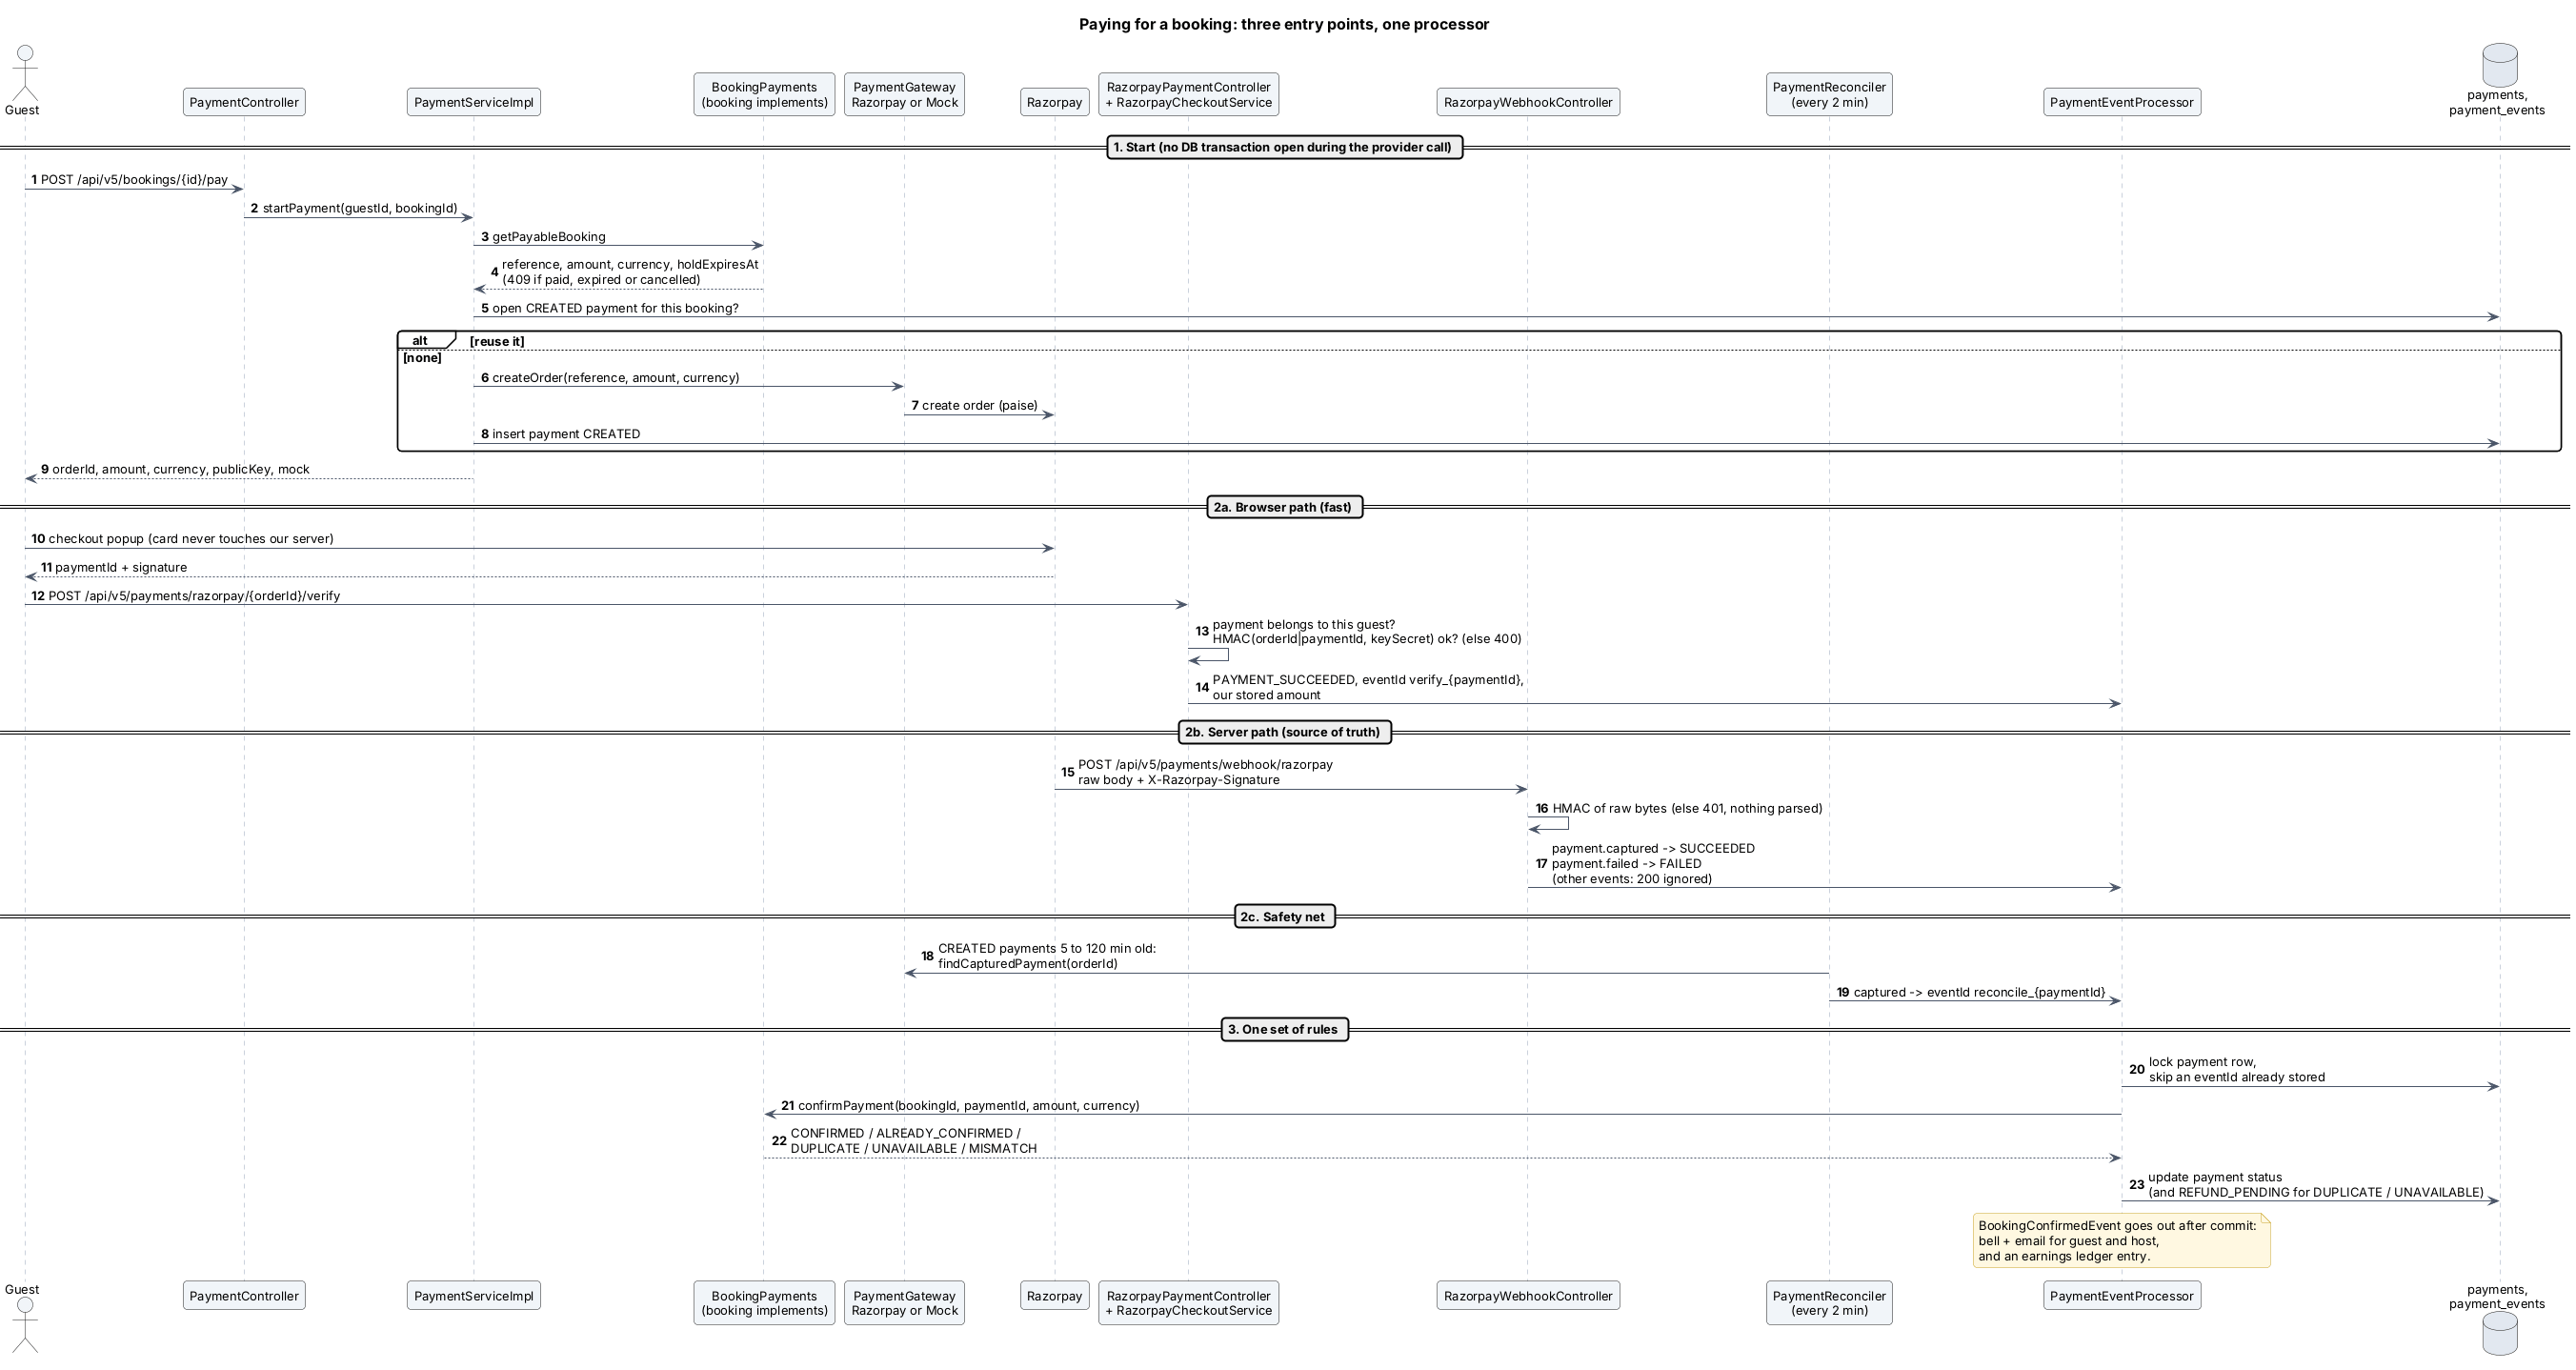 Paying for a booking: three entry points, one processor
Guest
PaymentController
PaymentServiceImpl
BookingPayments
(booking implements)
PaymentGateway
Razorpay or Mock
Razorpay
RazorpayPaymentController
+ RazorpayCheckoutService
RazorpayWebhookController
PaymentReconciler
(every 2 min)
PaymentEventProcessor
payments,
payment_events
1. Start (no DB transaction open during the provider call)
1 POST /api/v5/bookings/{id}/pay
2 startPayment(guestId, bookingId)
3 getPayableBooking
4 reference, amount, currency, holdExpiresAt
(409 if paid, expired or cancelled)
5 open CREATED payment for this booking?
alt [reuse it]
[none]
6 createOrder(reference, amount, currency)
7 create order (paise)
8 insert payment CREATED
9 orderId, amount, currency, publicKey, mock
2a. Browser path (fast)
10 checkout popup (card never touches our server)
11 paymentId + signature
12 POST /api/v5/payments/razorpay/{orderId}/verify
13 payment belongs to this guest?
HMAC(orderId|paymentId, keySecret) ok? (else 400)
14 PAYMENT_SUCCEEDED, eventId verify_{paymentId},
our stored amount
2b. Server path (source of truth)
15 POST /api/v5/payments/webhook/razorpay
raw body + X-Razorpay-Signature
16 HMAC of raw bytes (else 401, nothing parsed)
17 payment.captured -> SUCCEEDED
payment.failed -> FAILED
(other events: 200 ignored)
2c. Safety net
18 CREATED payments 5 to 120 min old:
findCapturedPayment(orderId)
19 captured -> eventId reconcile_{paymentId}
3. One set of rules
20 lock payment row,
skip an eventId already stored
21 confirmPayment(bookingId, paymentId, amount, currency)
22 CONFIRMED / ALREADY_CONFIRMED /
DUPLICATE / UNAVAILABLE / MISMATCH
23 update payment status
(and REFUND_PENDING for DUPLICATE / UNAVAILABLE)
BookingConfirmedEvent goes out after commit:
bell + email for guest and host,
and an earnings ledger entry.
Guest
PaymentController
PaymentServiceImpl
BookingPayments
(booking implements)
PaymentGateway
Razorpay or Mock
Razorpay
RazorpayPaymentController
+ RazorpayCheckoutService
RazorpayWebhookController
PaymentReconciler
(every 2 min)
PaymentEventProcessor
payments,
payment_events